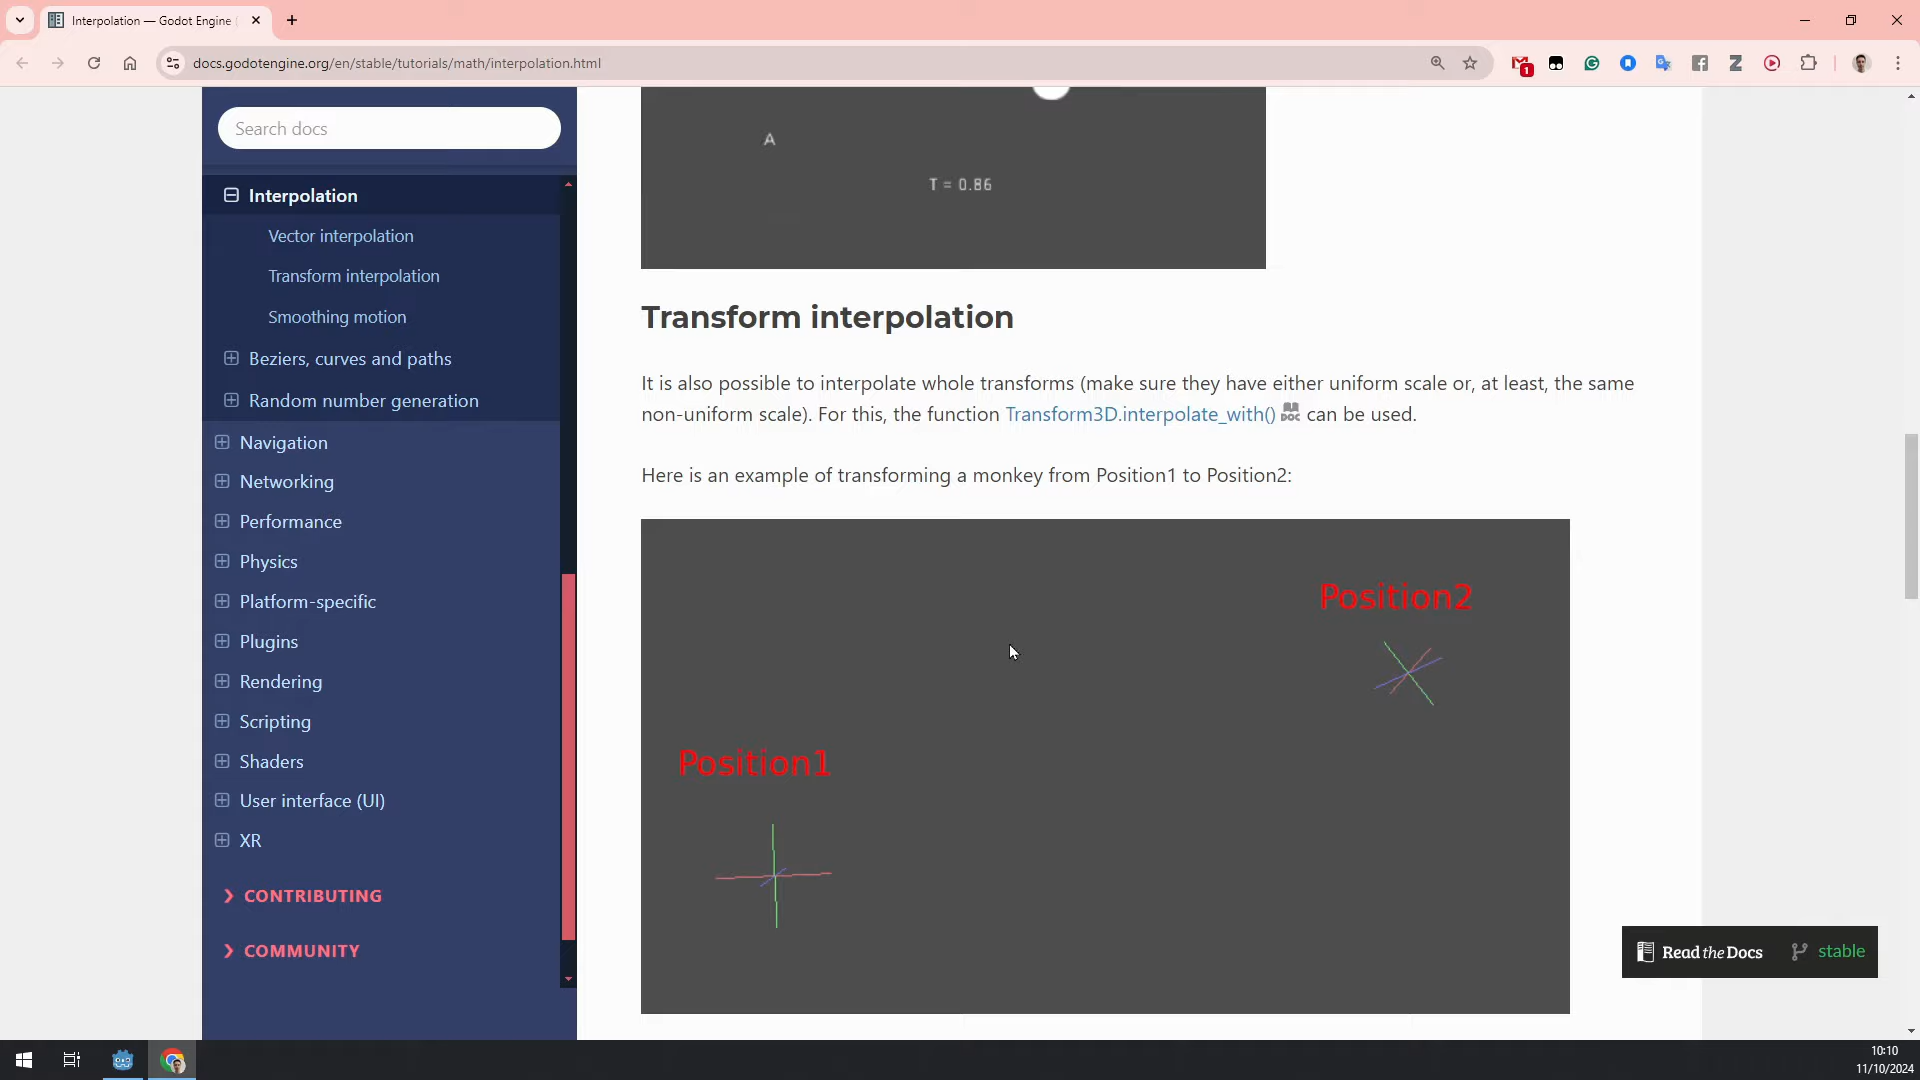 Interpolation — Godot Engine
docs.godotengine.org/en/stable/tutorials/math/interpolation.html
1
Search docs
Interpolation
Vector interpolation
Transform interpolation
Smoothing motion
Beziers, curves and paths
Random number generation
Navigation
Networking
Performance
Physics
Platform-specific
Plugins
Rendering
Scripting
Shaders
User interface (UI)
XR
CONTRIBUTING
COMMUNITY
A
T = 0.86
Transform interpolation
It is also possible to interpolate whole transforms (make sure they have either uniform scale or, at least, the same
non-uniform scale). For this, the function Transform3D.interpolate_with() DOC can be used.
Here is an example of transforming a monkey from Position1 to Position2:
Position2
Position1
Read the Docs
stable
10:10
11/10/2024